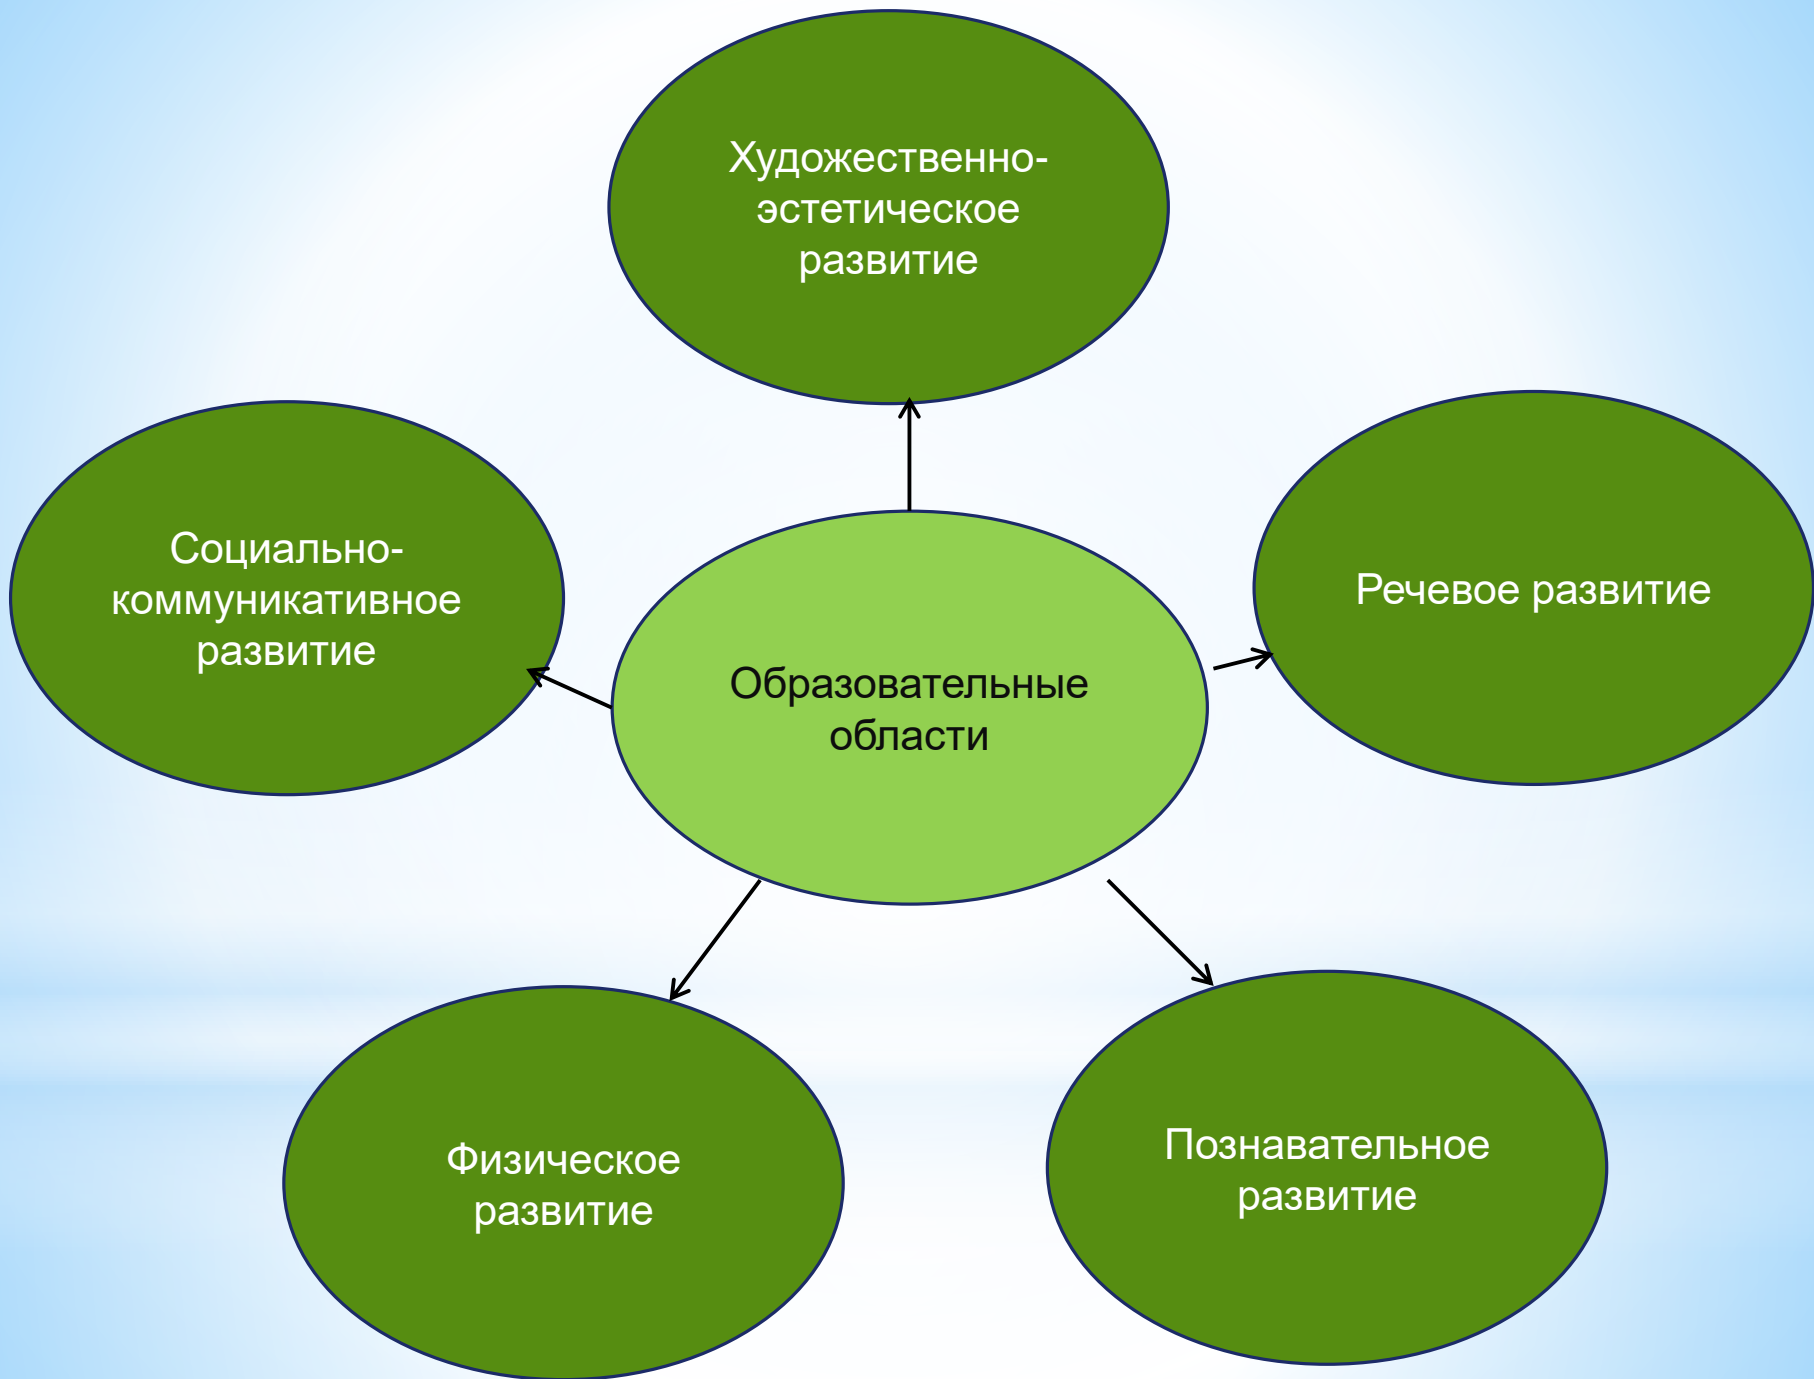 Художественно-
эстетическое
развитие
Социально-
коммуникативное
развитие
Речевое развитие
Образовательные
области
Физическое
развитие
Познавательное
развитие